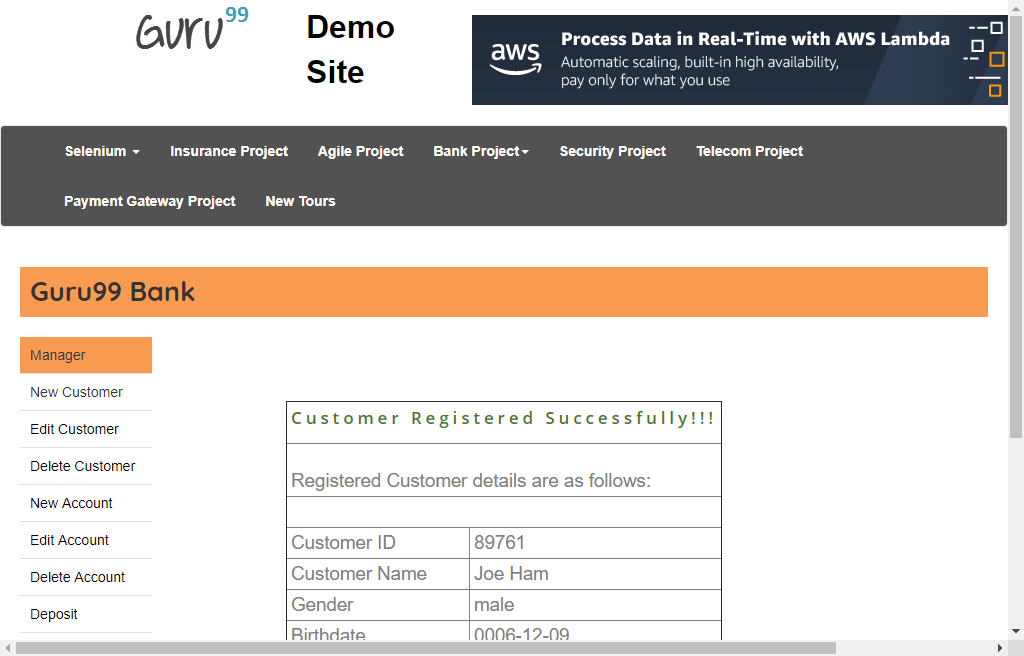 Guru99
Demo
Site
aws
Process Data in Real-Time with AWS Lambda
Automatic scaling, built-in high availability,
pay only for what you use
Selenium
Insurance Project
Agile Project
Bank Project
Security Project
Telecom Project
Payment Gateway Project
New Tours
Guru99 Bank
Manager
New Customer
Edit Customer
Delete Customer
New Account
Edit Account
Delete Account
Deposit
Customer Registered Successfully!!!
Registered Customer details are as follows:
Customer ID 89761
Customer Name Joe Ham
Gender male
Birthdate 0006-12-09